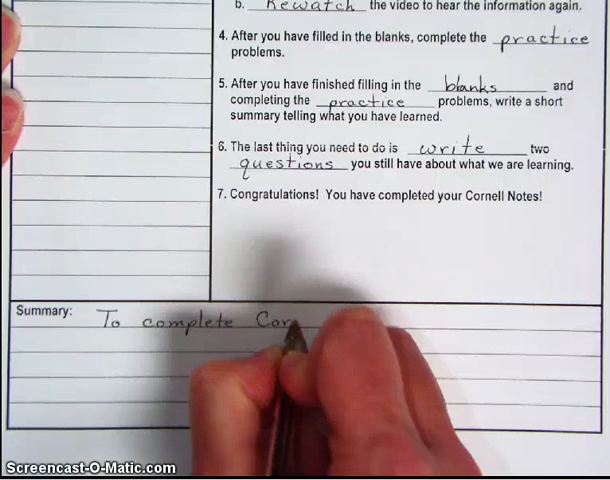 b. Rewatch the video to hear the information again.
4. After you have filled in the blanks, complete the practice
problems.
5. After you have finished filling in the blanks and
completing the practice problems, write a short
summary telling what you have learned.
6. The last thing you need to do is write two
questions you still have about what we are learning.
7. Congratulations! You have completed your Cornell Notes!
Summary: To complete Cor
Screencast-O-Matic.com